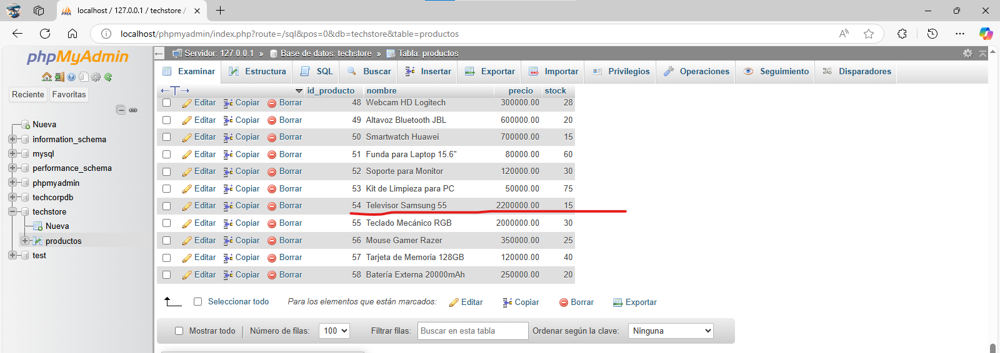 localhost / 127.0.0.1 / techstore /
localhost/phpmyadmin/index.php?route=/sql&pos=0&db=techstore&table=productos
phpMyAdmin
Reciente Favoritas
Nueva
information_schema
mysql
performance_schema
phpmyadmin
techcorpdb
techstore
Nueva
productos
test
Servidor: 127.0.0.1 » Base de datos: techstore » Tabla: productos
Examinar Estructura SQL Buscar Insertar Exportar Importar Privilegios Operaciones Seguimiento Disparadores
id_producto nombre precio stock
Editar Copiar Borrar 48 Webcam HD Logitech 300000.00 28
Editar Copiar Borrar 49 Altavoz Bluetooth JBL 600000.00 20
Editar Copiar Borrar 50 Smartwatch Huawei 700000.00 15
Editar Copiar Borrar 51 Funda para Laptop 15.6" 80000.00 60
Editar Copiar Borrar 52 Soporte para Monitor 120000.00 30
Editar Copiar Borrar 53 Kit de Limpieza para PC 50000.00 75
Editar Copiar Borrar 54 Televisor Samsung 55 2200000.00 15
Editar Copiar Borrar 55 Teclado Mecánico RGB 2000000.00 30
Editar Copiar Borrar 56 Mouse Gamer Razer 350000.00 25
Editar Copiar Borrar 57 Tarjeta de Memoria 128GB 120000.00 40
Editar Copiar Borrar 58 Batería Externa 20000mAh 250000.00 20
Seleccionar todo Para los elementos que están marcados: Editar Copiar Borrar Exportar
Mostrar todo Número de filas: 100 Filtrar filas: Buscar en esta tabla Ordenar según la clave: Ninguna